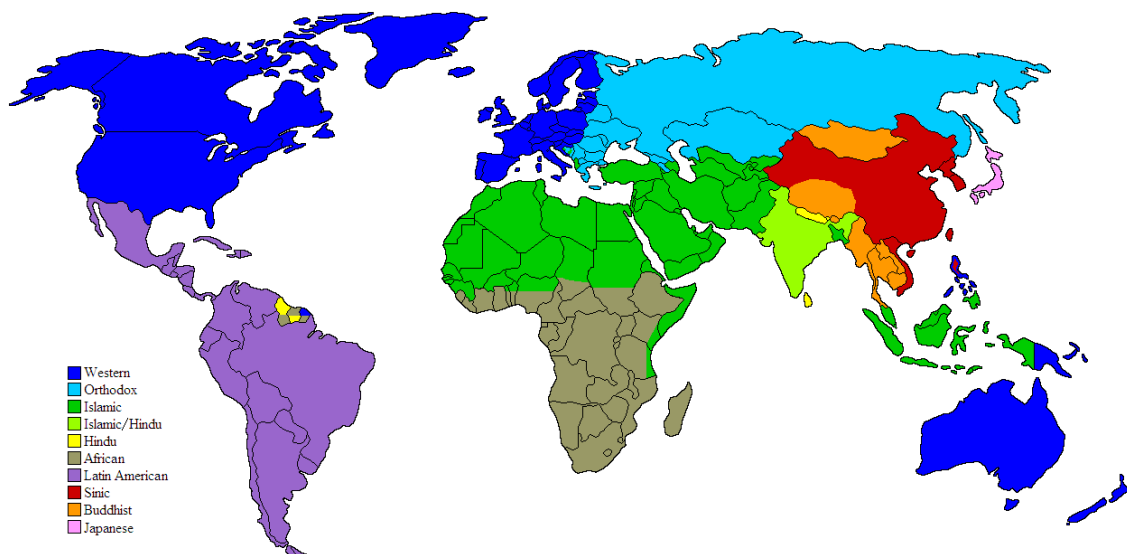 Western
Orthodox
Islamic
Islamic/Hindu
Hindu
African
Latin American
Sinic
Buddhist
Japanese